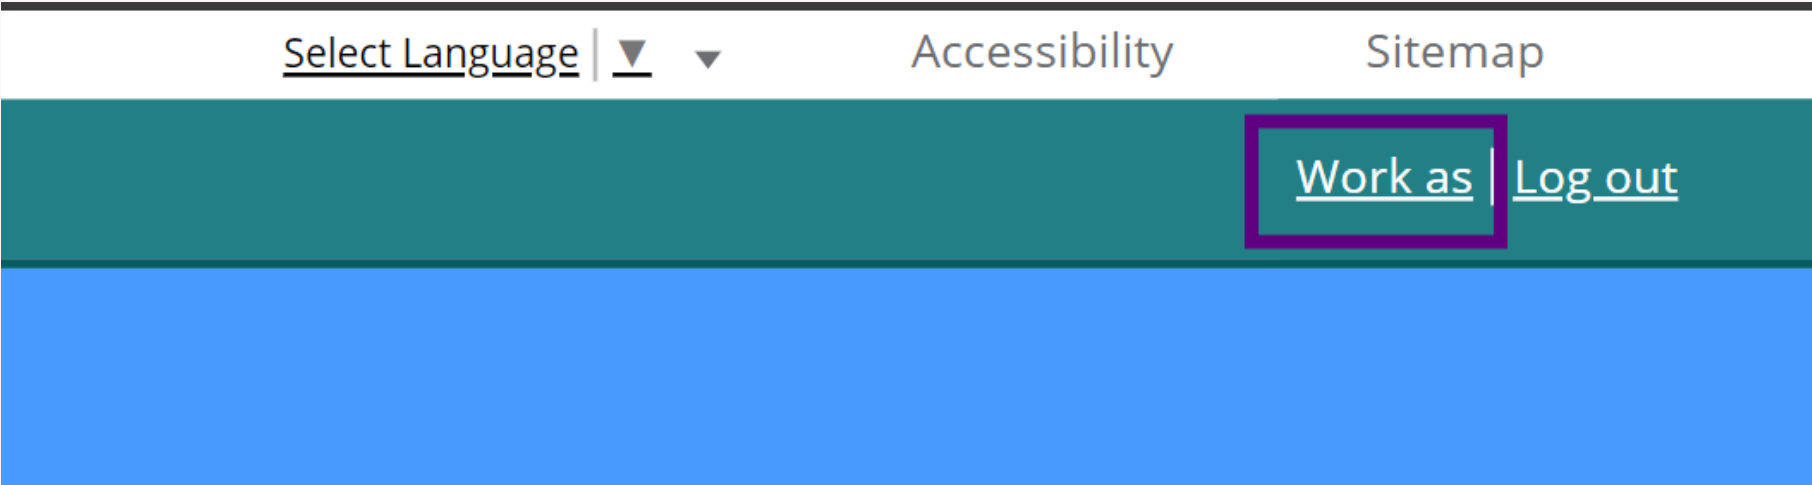 Select Language | ▼ Accessibility Sitemap
Work as | Log out